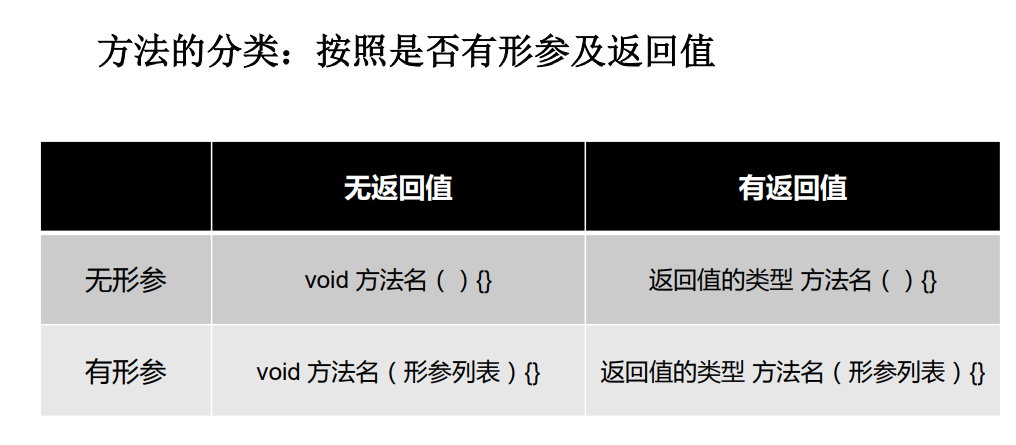 方法的分类：按照是否有形参及返回值
无返回值 有返回值
无形参 void 方法名（ ）{} 返回值的类型 方法名（ ）{}
有形参 void 方法名（形参列表）{} 返回值的类型 方法名（形参列表）{}